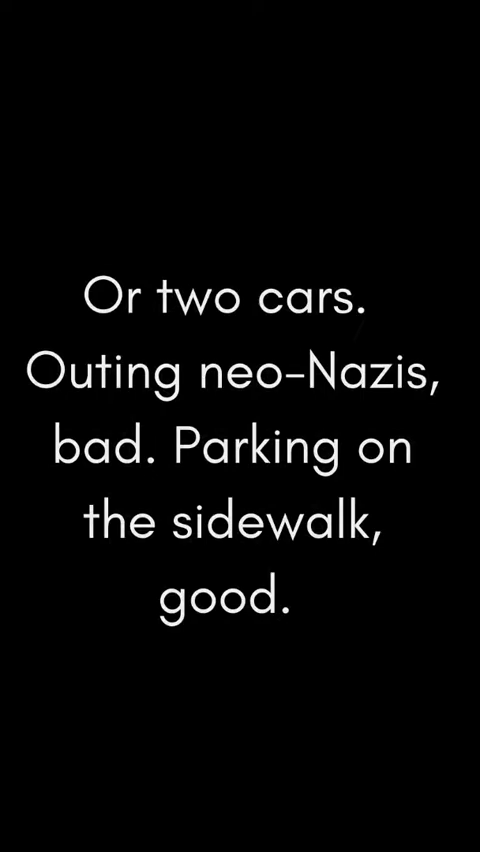 Or two cars.
Outing neo-Nazis,
bad. Parking on
the sidewalk,
good.